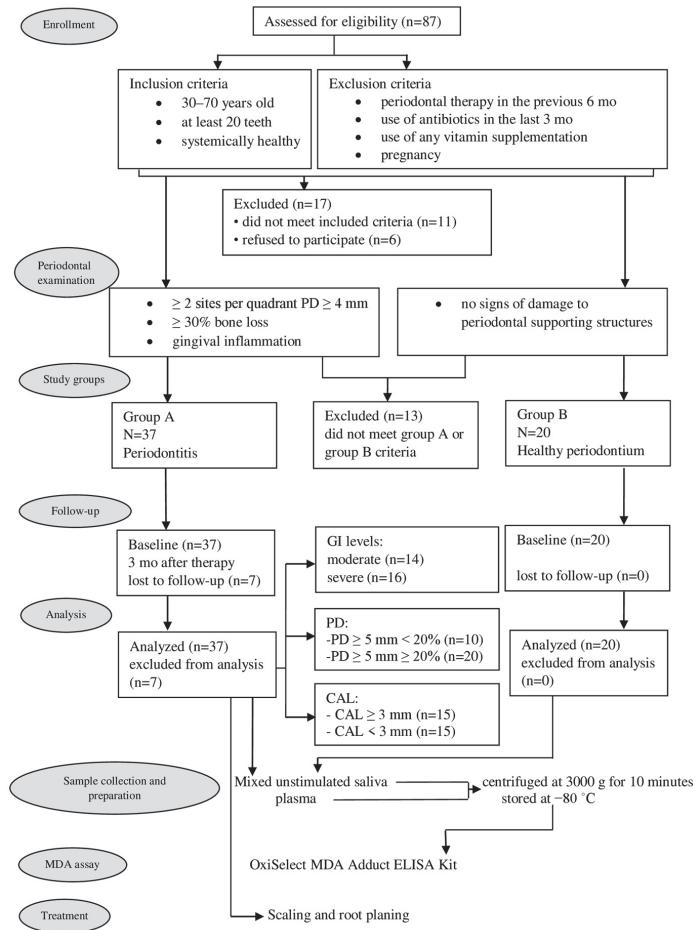 Enrollment
Assessed for eligibility (n=87)
Inclusion criteria
• 30–70 years old
• at least 20 teeth
• systemically healthy
Exclusion criteria
• periodontal therapy in the previous 6 mo
• use of antibiotics in the last 3 mo
• use of any vitamin supplementation
• pregnancy
Excluded (n=17)
• did not meet included criteria (n=11)
• refused to participate (n=6)
Periodontal
examination
• ≥ 2 sites per quadrant PD ≥ 4 mm
• ≥ 30% bone loss
• gingival inflammation
• no signs of damage to
periodontal supporting structures
Study groups
Group A
N=37
Periodontitis
Excluded (n=13)
did not meet group A or
group B criteria
Group B
N=20
Healthy periodontium
Follow-up
Baseline (n=37)
3 mo after therapy
lost to follow-up (n=7)
GI levels:
moderate (n=14)
severe (n=16)
Baseline (n=20)
lost to follow-up (n=0)
Analysis
Analyzed (n=37)
excluded from analysis
(n=7)
PD:
-PD ≥ 5 mm < 20% (n=10)
-PD ≥ 5 mm ≥ 20% (n=20)
Analyzed (n=20)
excluded from analysis
(n=0)
CAL:
- CAL ≥ 3 mm (n=15)
- CAL < 3 mm (n=15)
Sample collection and
preparation
Mixed unstimulated saliva
plasma
centrifuged at 3000 g for 10 minutes
stored at −80 °C
MDA assay
OxiSelect MDA Adduct ELISA Kit
Treatment
Scaling and root planing